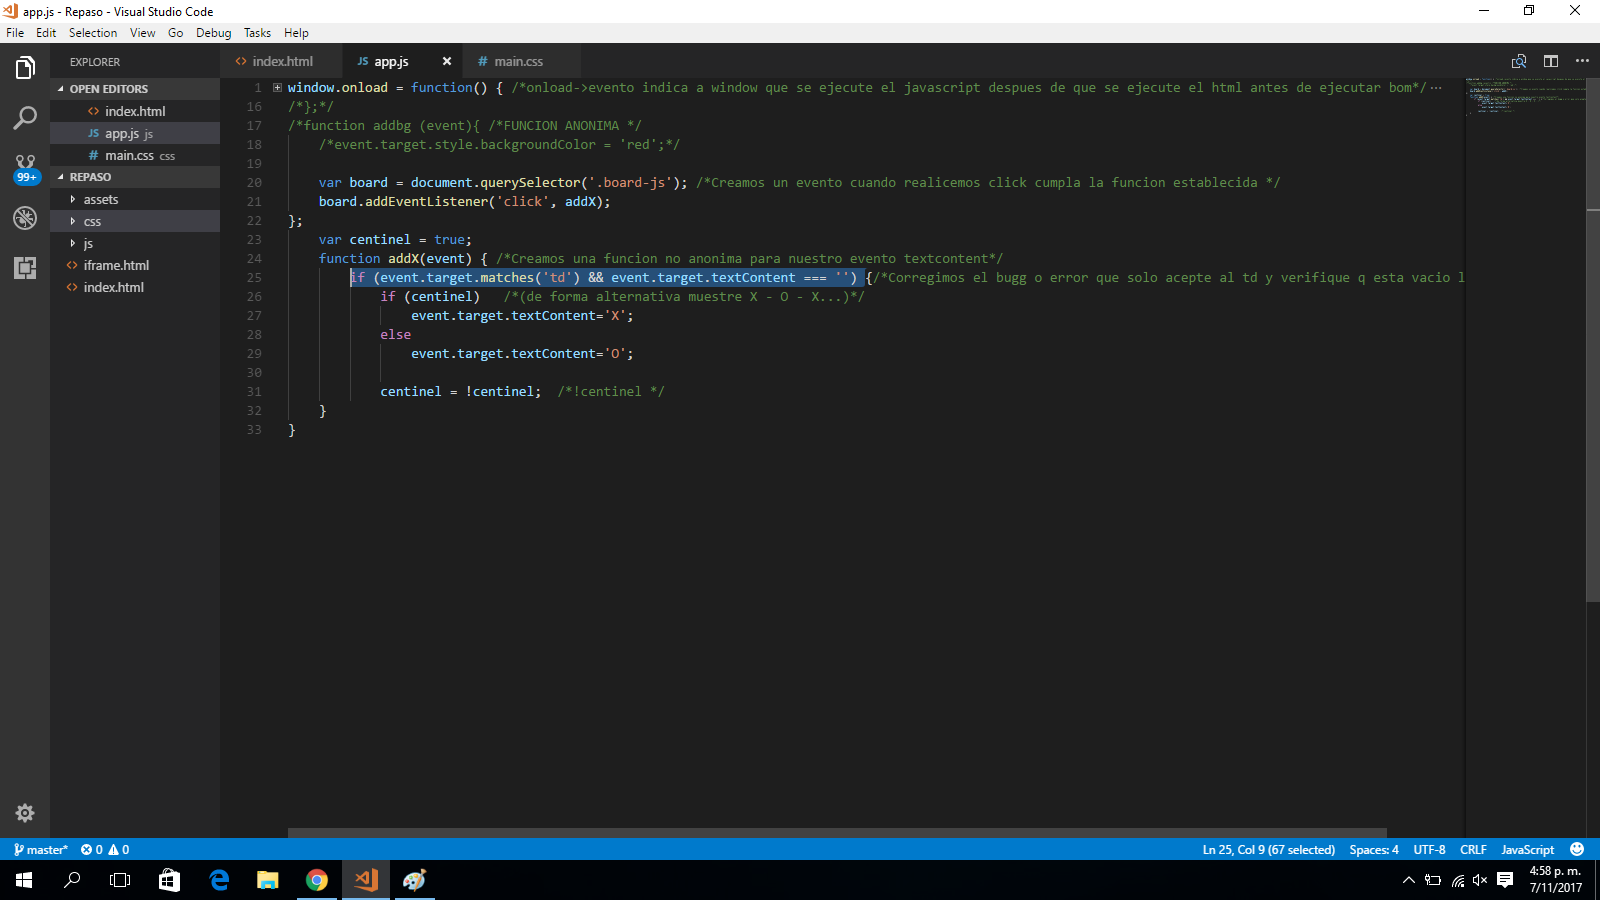 app.js - Repaso - Visual Studio Code
File Edit Selection View Go Debug Tasks Help
EXPLORER
OPEN EDITORS
index.html
JS app.js js
# main.css css
REPASO
assets
css
js
iframe.html
index.html
99+
<> index.html JS app.js × # main.css
1 window.onload = function() { /*onload->evento indica a window que se ejecute el javascript despues de que se ejecute el html antes de ejecutar bom*/ ...
16 /*};*/
17 /*function addbg (event){ /*FUNCION ANONIMA */
18 /*event.target.style.backgroundColor = 'red';*/
19
20 var board = document.querySelector('.board-js'); /*Creamos un evento cuando realicemos click cumpla la funcion establecida */
21 board.addEventListener('click', addX);
22 };
23 var centinel = true;
24 function addX(event) { /*Creamos una funcion no anonima para nuestro evento textcontent*/
25 if (event.target.matches('td') && event.target.textContent === '') {/*Corregimos el bugg o error que solo acepte al td y verifique q esta vacio l
26 if (centinel) /*(de forma alternativa muestre X - O - X...)*/
27 event.target.textContent='X';
28 else
29 event.target.textContent='O';
30
31 centinel = !centinel; /*!centinel */
32 }
33 }
master* 0 0 Ln 25, Col 9 (67 selected) Spaces: 4 UTF-8 CRLF JavaScript
4:58 p. m.
7/11/2017